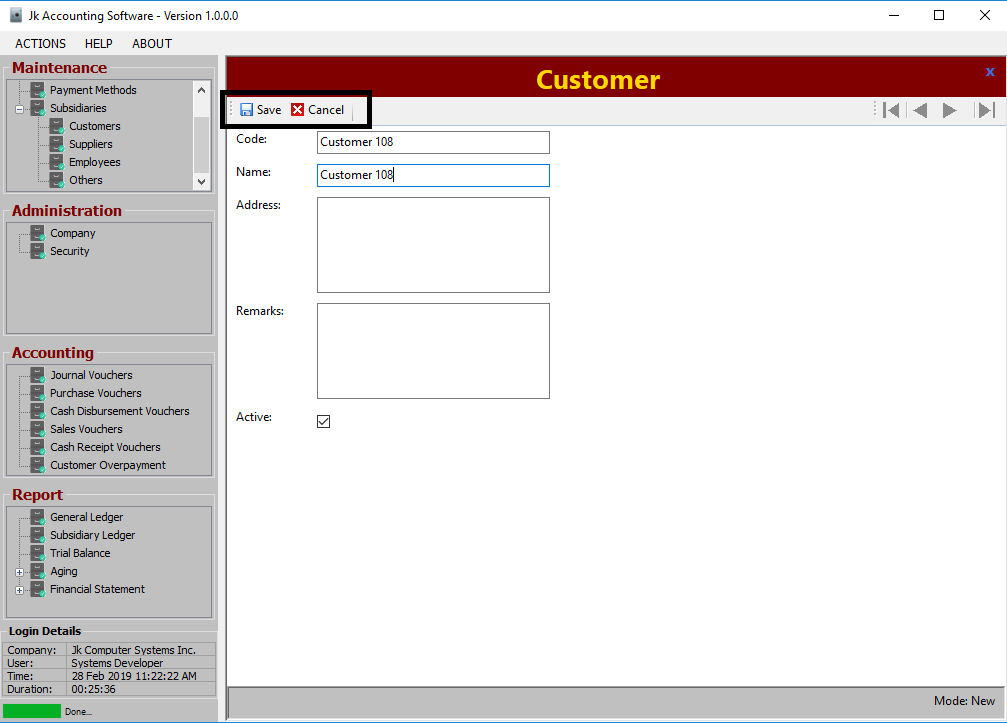 Jk Accounting Software - Version 1.0.0.0
ACTIONS HELP ABOUT
Maintenance
Payment Methods
Subsidiaries
Customers
Suppliers
Employees
Others
Administration
Company
Security
Accounting
Journal Vouchers
Purchase Vouchers
Cash Disbursement Vouchers
Sales Vouchers
Cash Receipt Vouchers
Customer Overpayment
Report
General Ledger
Subsidiary Ledger
Trial Balance
Aging
Financial Statement
Login Details
Company: Jk Computer Systems Inc.
User: Systems Developer
Time: 28 Feb 2019 11:22:22 AM
Duration: 00:25:36
Done...
Customer
x
Save Cancel
Code: Customer 108
Name: Customer 108
Address:
Remarks:
Active:
Mode: New